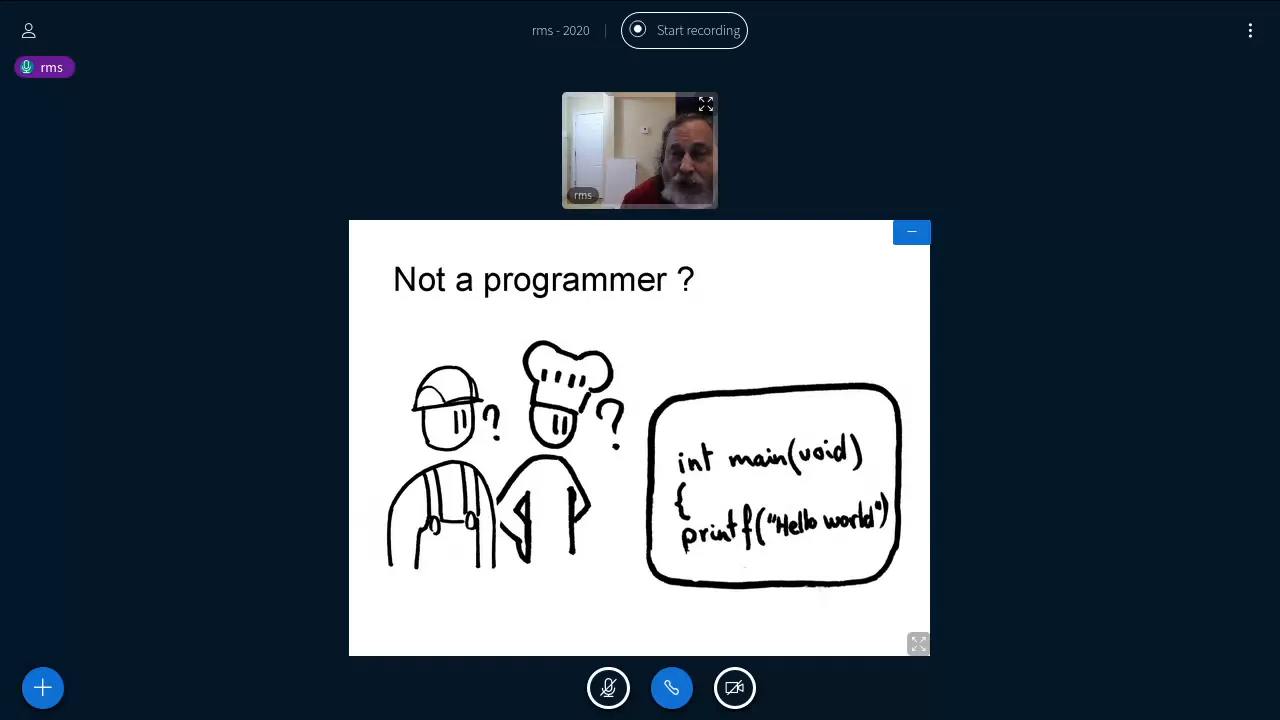 rms - 2020
Start recording
rms
rms
Not a programmer ?
?
?
int main(void)
{
printf("Hello world")